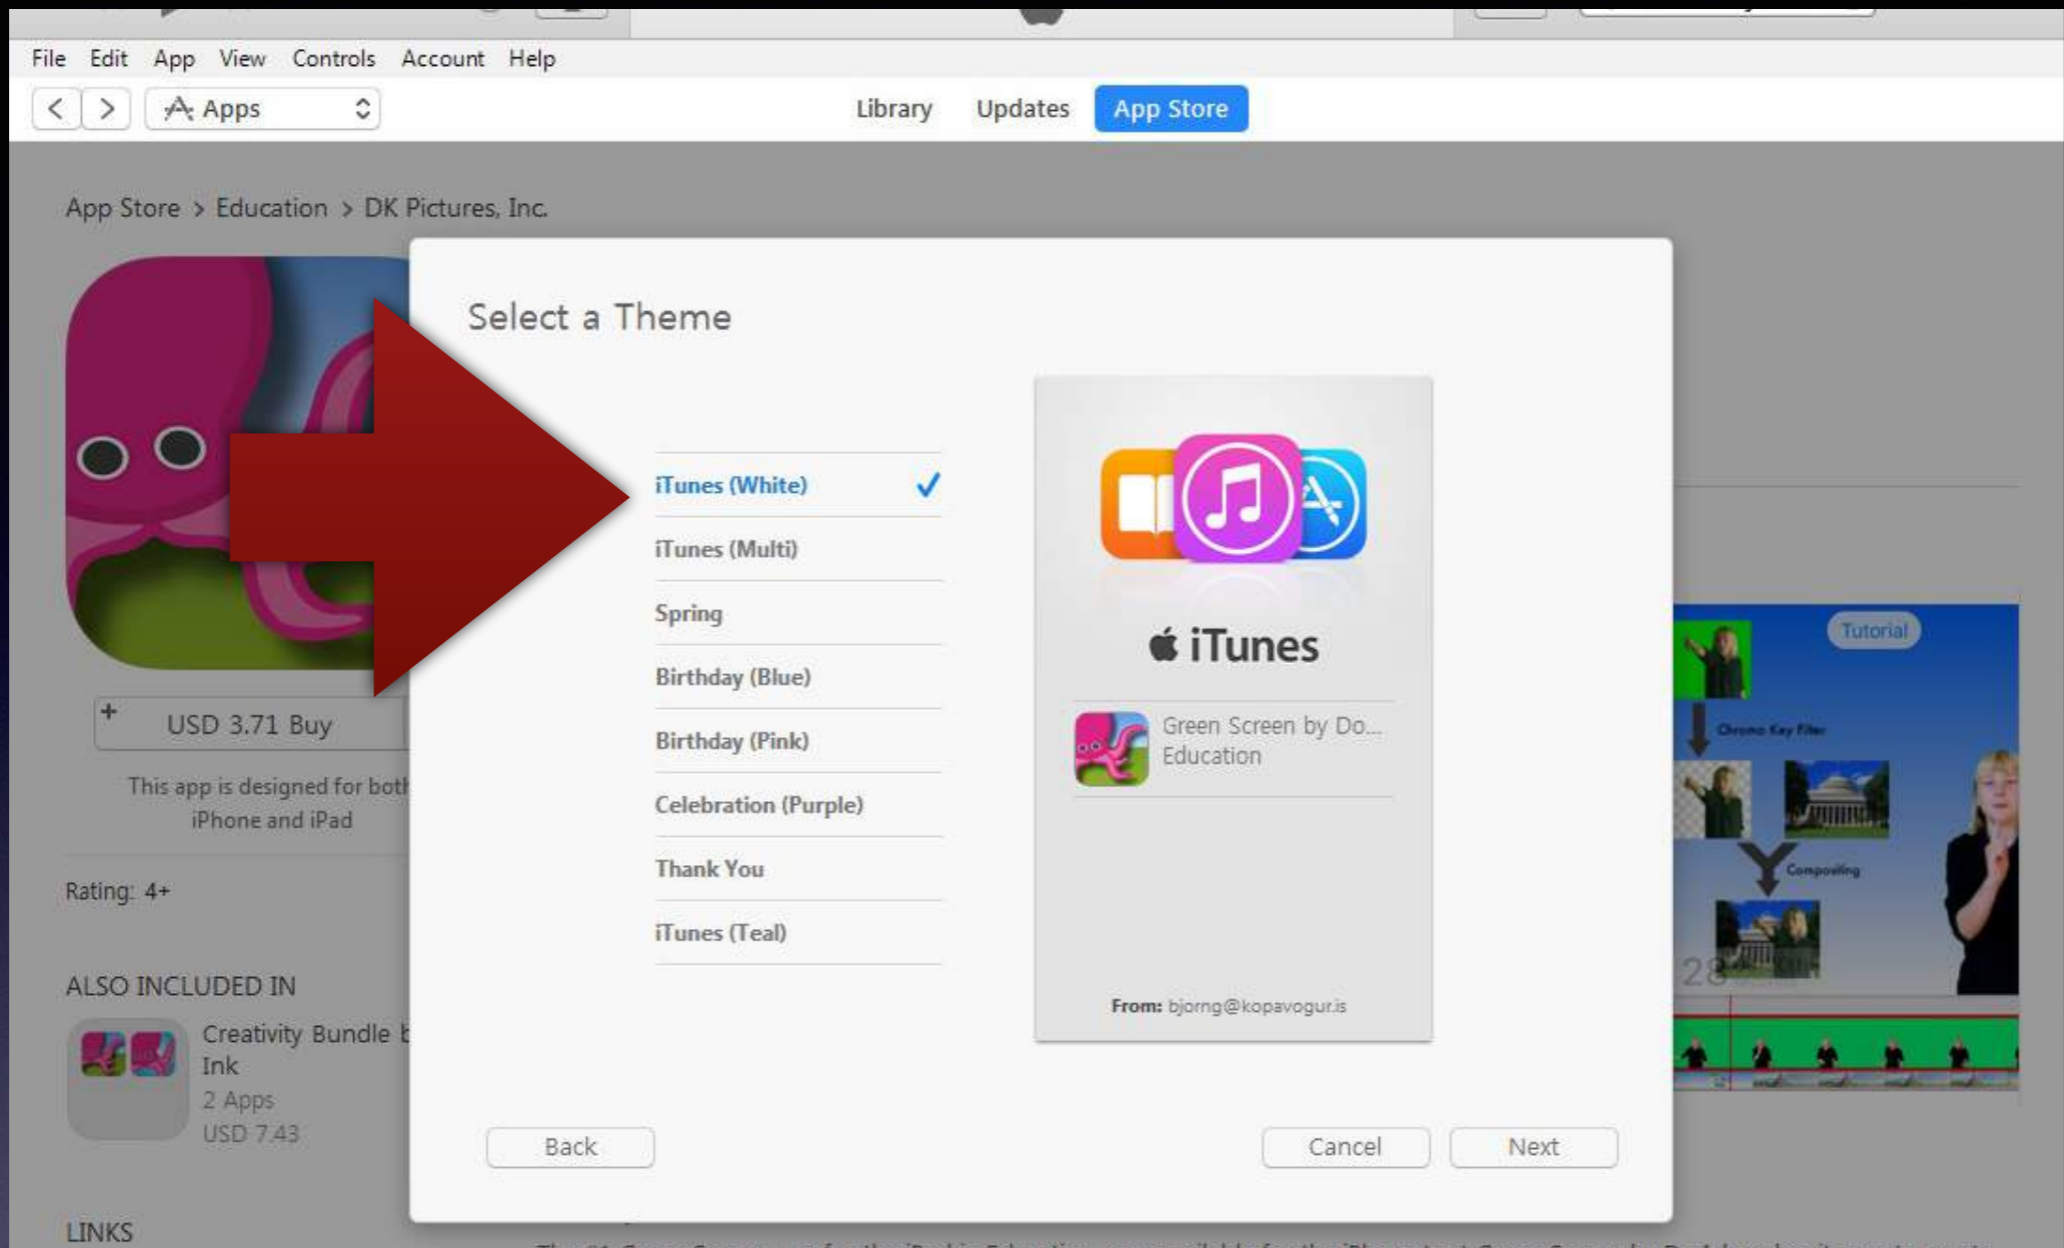 File Edit App View Controls Account Help
Apps
Library Updates App Store
App Store > Education > DK Pictures, Inc.
Select a Theme
iTunes (White)
iTunes (Multi)
Spring
Birthday (Blue)
Birthday (Pink)
Celebration (Purple)
Thank You
iTunes (Teal)
iTunes
Green Screen by Do...
Education
From: bjorng@kopavogur.is
Back
Cancel
Next
+ USD 3.71 Buy
This app is designed for both
iPhone and iPad
Rating: 4+
ALSO INCLUDED IN
Creativity Bundle
Ink
2 Apps
USD 7.43
LINKS
Tutorial
Chroma Key Filter
Compositing
28